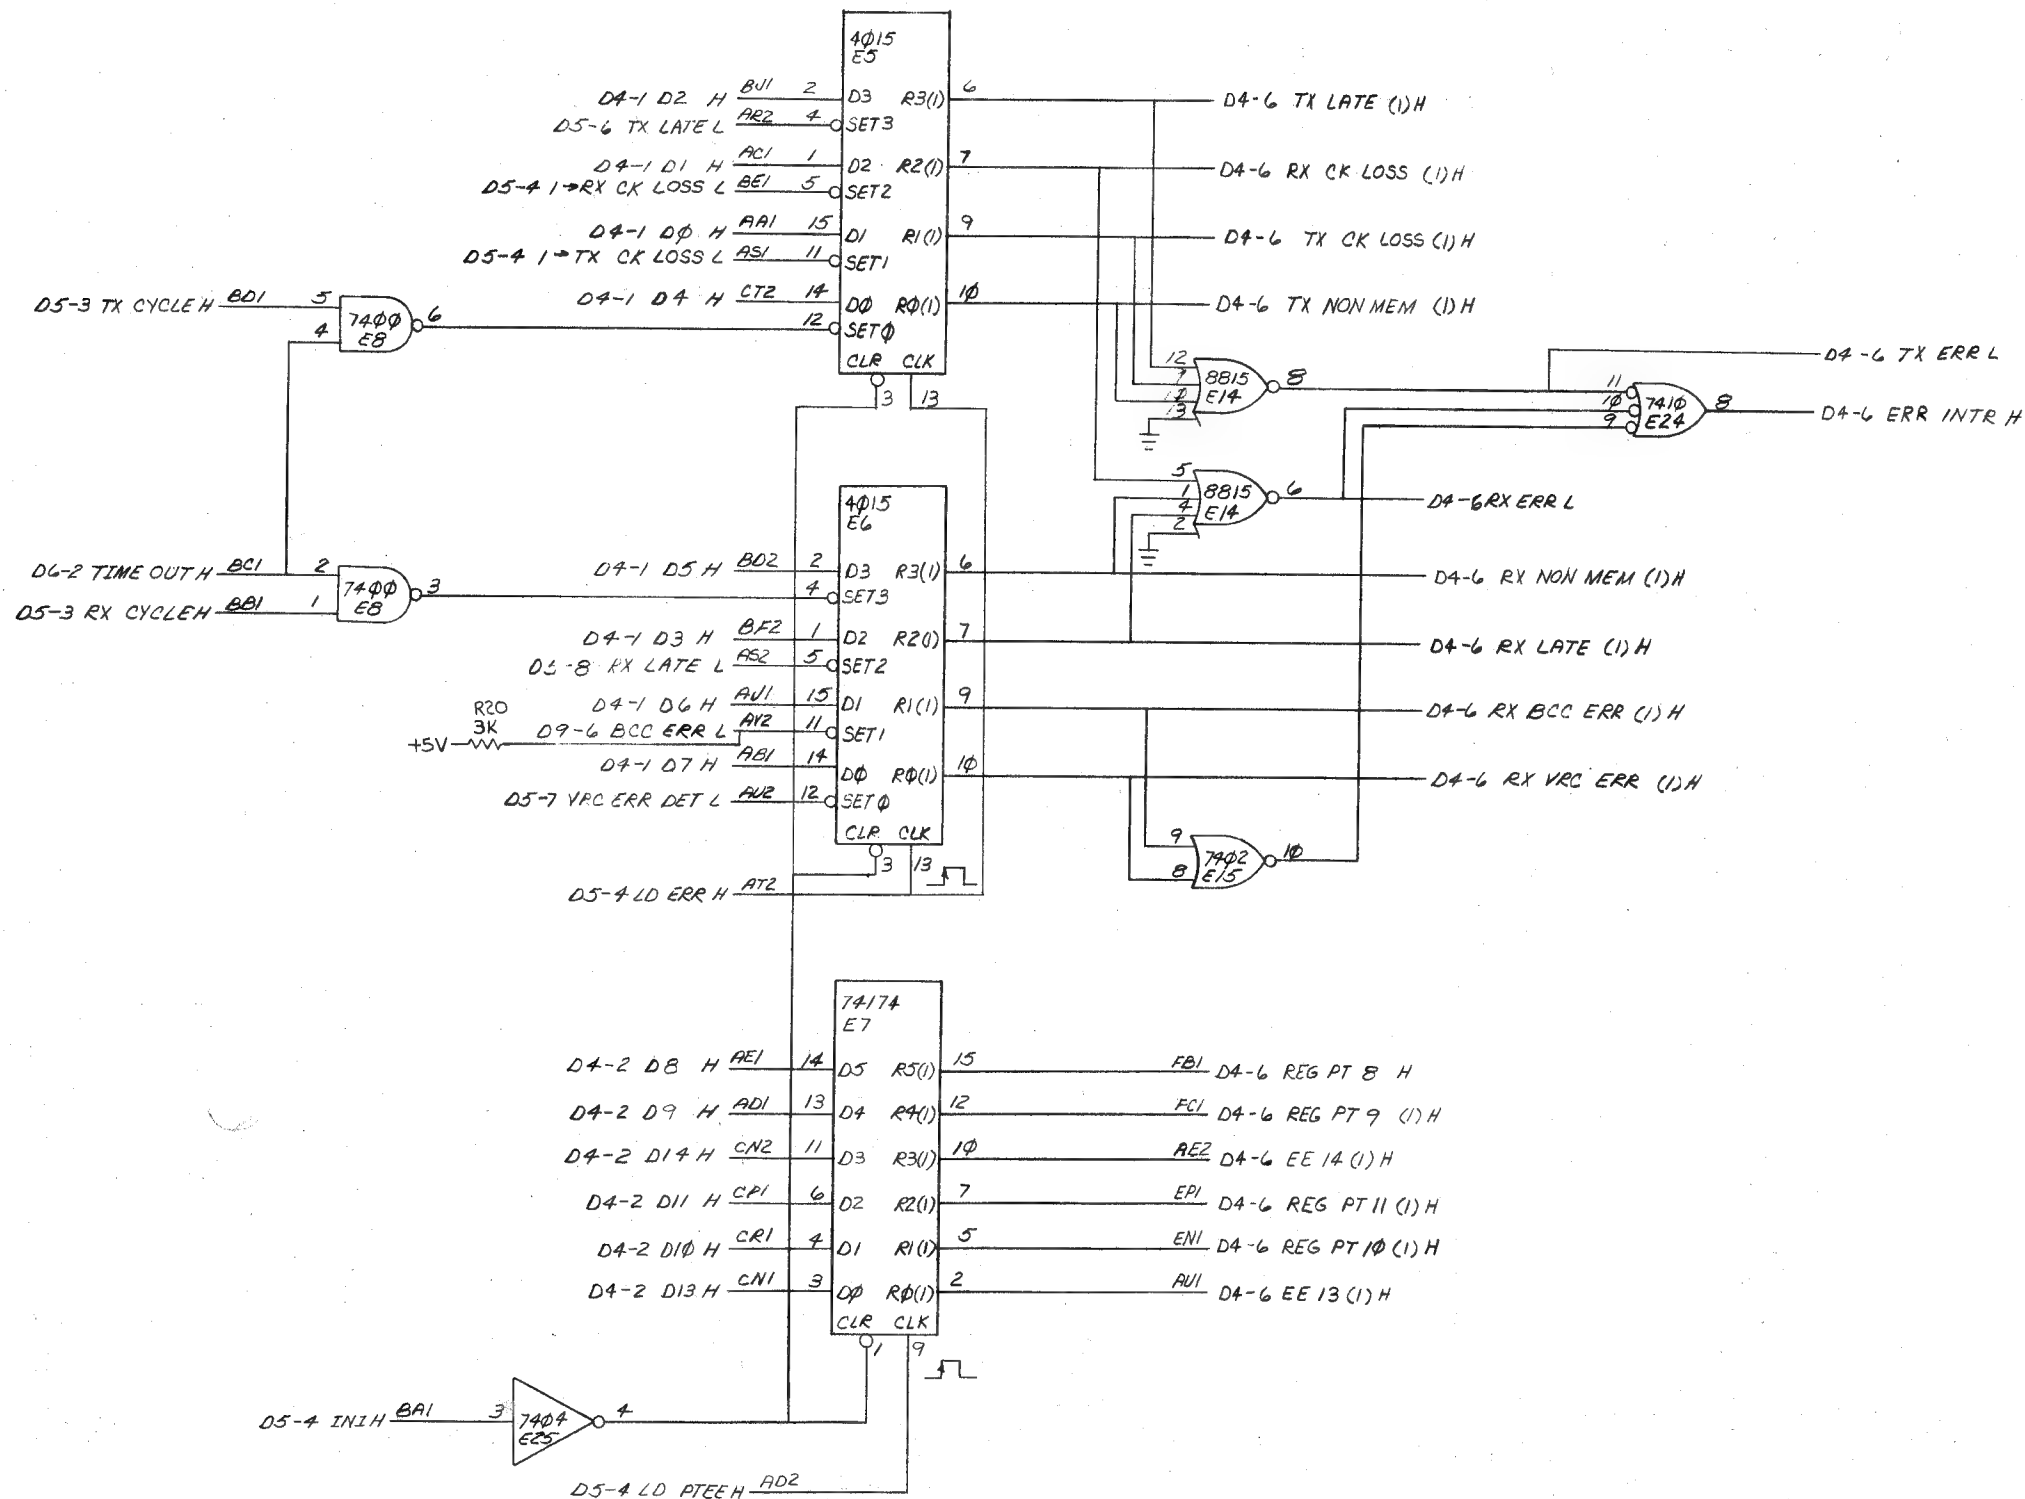 4Ø15
E5
D4-1 D2 H BJ1 2 D3 R3(1) 6 D4-6 TX LATE (1) H
D5-6 TX LATE L AR2 4 SET3
D4-1 D1 H AC1 1 D2 R2(1) 7 D4-6 RX CK LOSS (1) H
D5-4 1→RX CK LOSS L BE1 5 SET2
D4-1 DØ H AA1 15 D1 R1(1) 9 D4-6 TX CK LOSS (1) H
D5-4 1→TX CK LOSS L AS1 11 SET1
D4-1 D4 H CT2 14 DØ RØ(1) 1Ø D4-6 TX NON MEM (1) H
12 SETØ
CLR CLK
3 13
D5-3 TX CYCLE H BD1 5
4
74ØØ
E8
6
12
13
8815
E14
8
D4-6 TX ERR L
11
1Ø
9
741Ø
E24
8
D4-6 ERR INTR H
5
1
4
2
8815
E14
6
D4-6 RX ERR L
4Ø15
E6
D6-2 TIME OUT H BC1 2
D5-3 RX CYCLE H BB1 1
74ØØ
E8
3
D4-1 D5 H BD2 2 D3 R3(1) 6 D4-6 RX NON MEM (1) H
4 SET3
D4-1 D3 H BF2 1 D2 R2(1) 7 D4-6 RX LATE (1) H
D5-8 RX LATE L AS2 5 SET2
D4-1 D6 H AV1 15 D1 R1(1) 9 D4-6 RX BCC ERR (1) H
R20
3K
+5V D9-6 BCC ERR L AV2 11 SET1
D4-1 D7 H AB1 14 DØ RØ(1) 1Ø D4-6 RX VRC ERR (1) H
D5-7 VRC ERR DET L AU2 12 SETØ
CLR CLK
3 13
D5-4 LD ERR H AT2
9
8
74Ø2
E15
1Ø
74174
E7
D4-2 D8 H AE1 14 D5 R5(1) 15 FB1 D4-6 REG PT 8 H
D4-2 D9 H AD1 13 D4 R4(1) 12 FC1 D4-6 REG PT 9 (1) H
D4-2 D14 H CN2 11 D3 R3(1) 1Ø AE2 D4-6 EE 14 (1) H
D4-2 D11 H CP1 6 D2 R2(1) 7 EP1 D4-6 REG PT 11 (1) H
D4-2 D1Ø H CR1 4 D1 R1(1) 5 EN1 D4-6 REG PT 1Ø (1) H
D4-2 D13 H CN1 3 DØ RØ(1) 2 AU1 D4-6 EE 13 (1) H
CLR CLK
1 9
D5-4 INI H BA1 3
74Ø4
E25
4
D5-4 LD PTEE H AD2